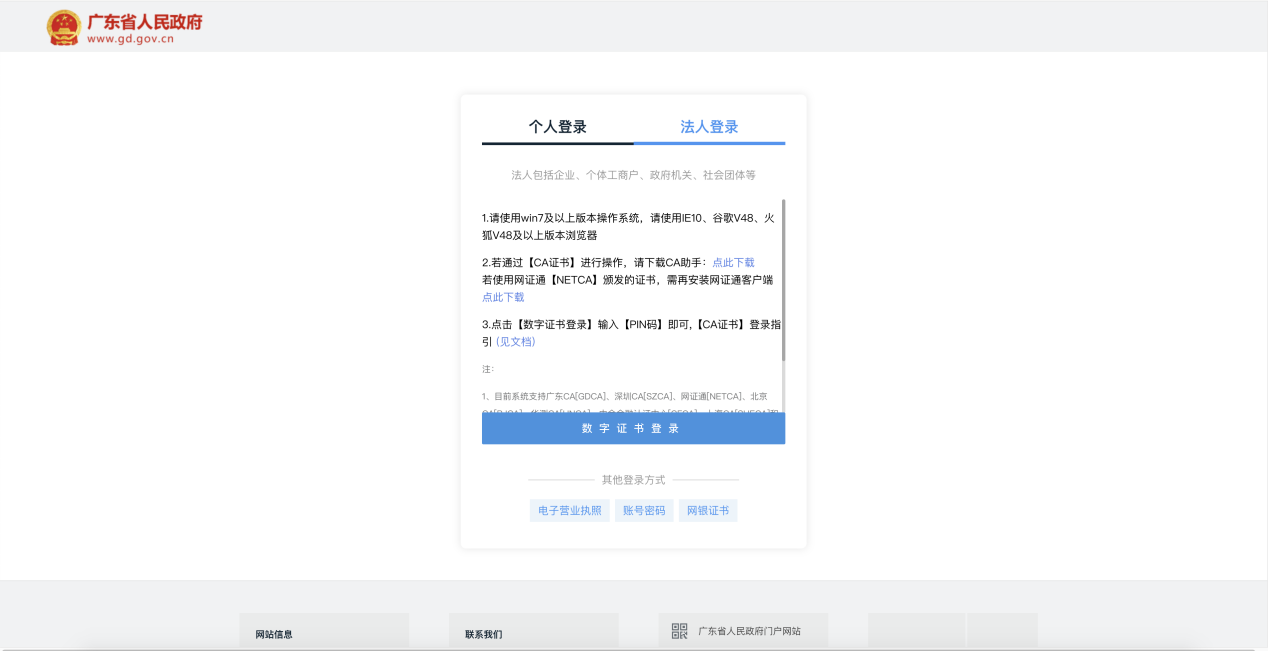 广东省人民政府
www.gd.gov.cn
个人登录
法人登录
法人包括企业、个体工商户、政府机关、社会团体等
1.请使用win7及以上版本操作系统，请使用IE10、谷歌V48、火
狐V48及以上版本浏览器
2.若通过【CA证书】进行操作，请下载CA助手：点此下载
若使用网证通【NETCA】颁发的证书，需再安装网证通客户端
点此下载
3.点击【数字证书登录】输入【PIN码】即可,【CA证书】登录指
引 (见文档)
注：
1、目前系统支持广东CA[GDCA]、深圳CA[SZCA]、网证通[NETCA]、北京
数字证书登录
其他登录方式
电子营业执照
账号密码
网银证书
网站信息
联系我们
广东省人民政府门户网站